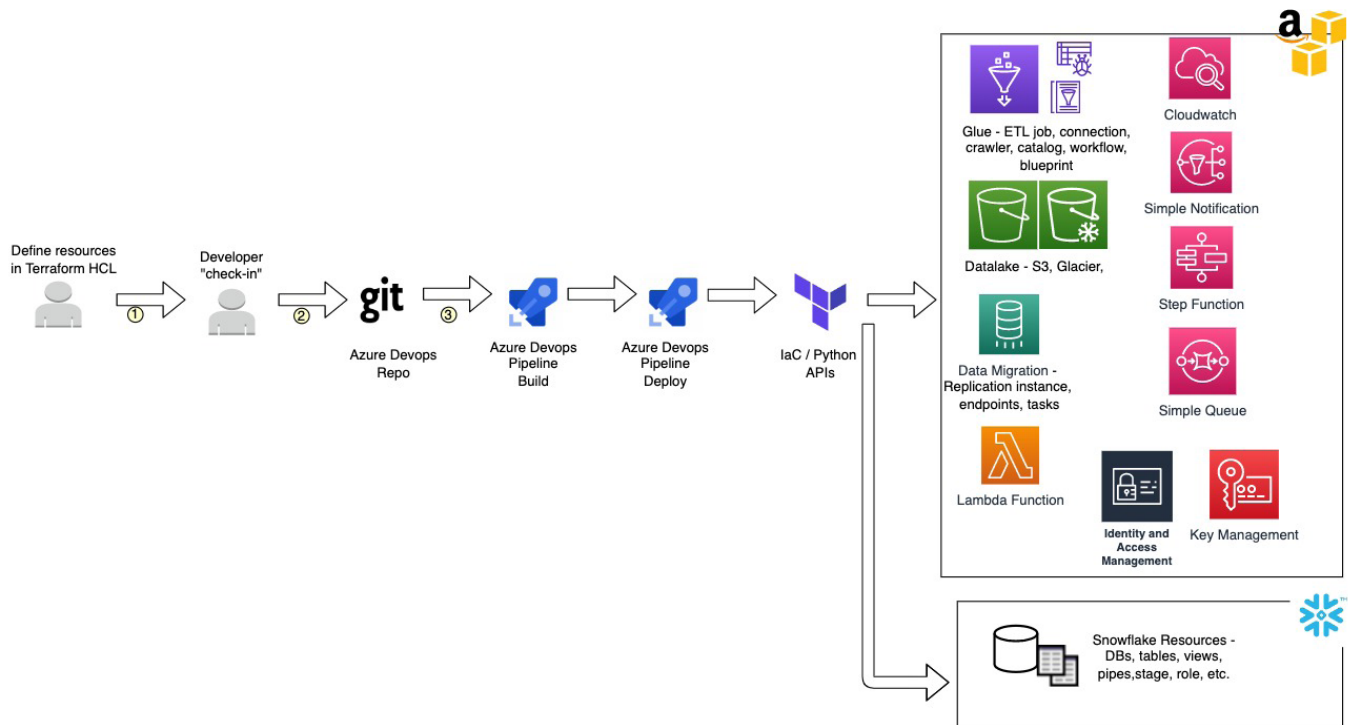 Define resources
in Terraform HCL
1
Developer
"check-in"
2
git
Azure Devops
Repo
3
Azure Devops
Pipeline
Build
Azure Devops
Pipeline
Deploy
IaC / Python
APIs
a
Glue - ETL job, connection,
crawler, catalog, workflow,
blueprint
Cloudwatch
Simple Notification
Datalake - S3, Glacier,
Step Function
Data Migration -
Replication instance,
endpoints, tasks
Simple Queue
Lambda Function
Identity and
Access
Management
Key Management
TM
Snowflake Resources -
DBs, tables, views,
pipes,stage, role, etc.